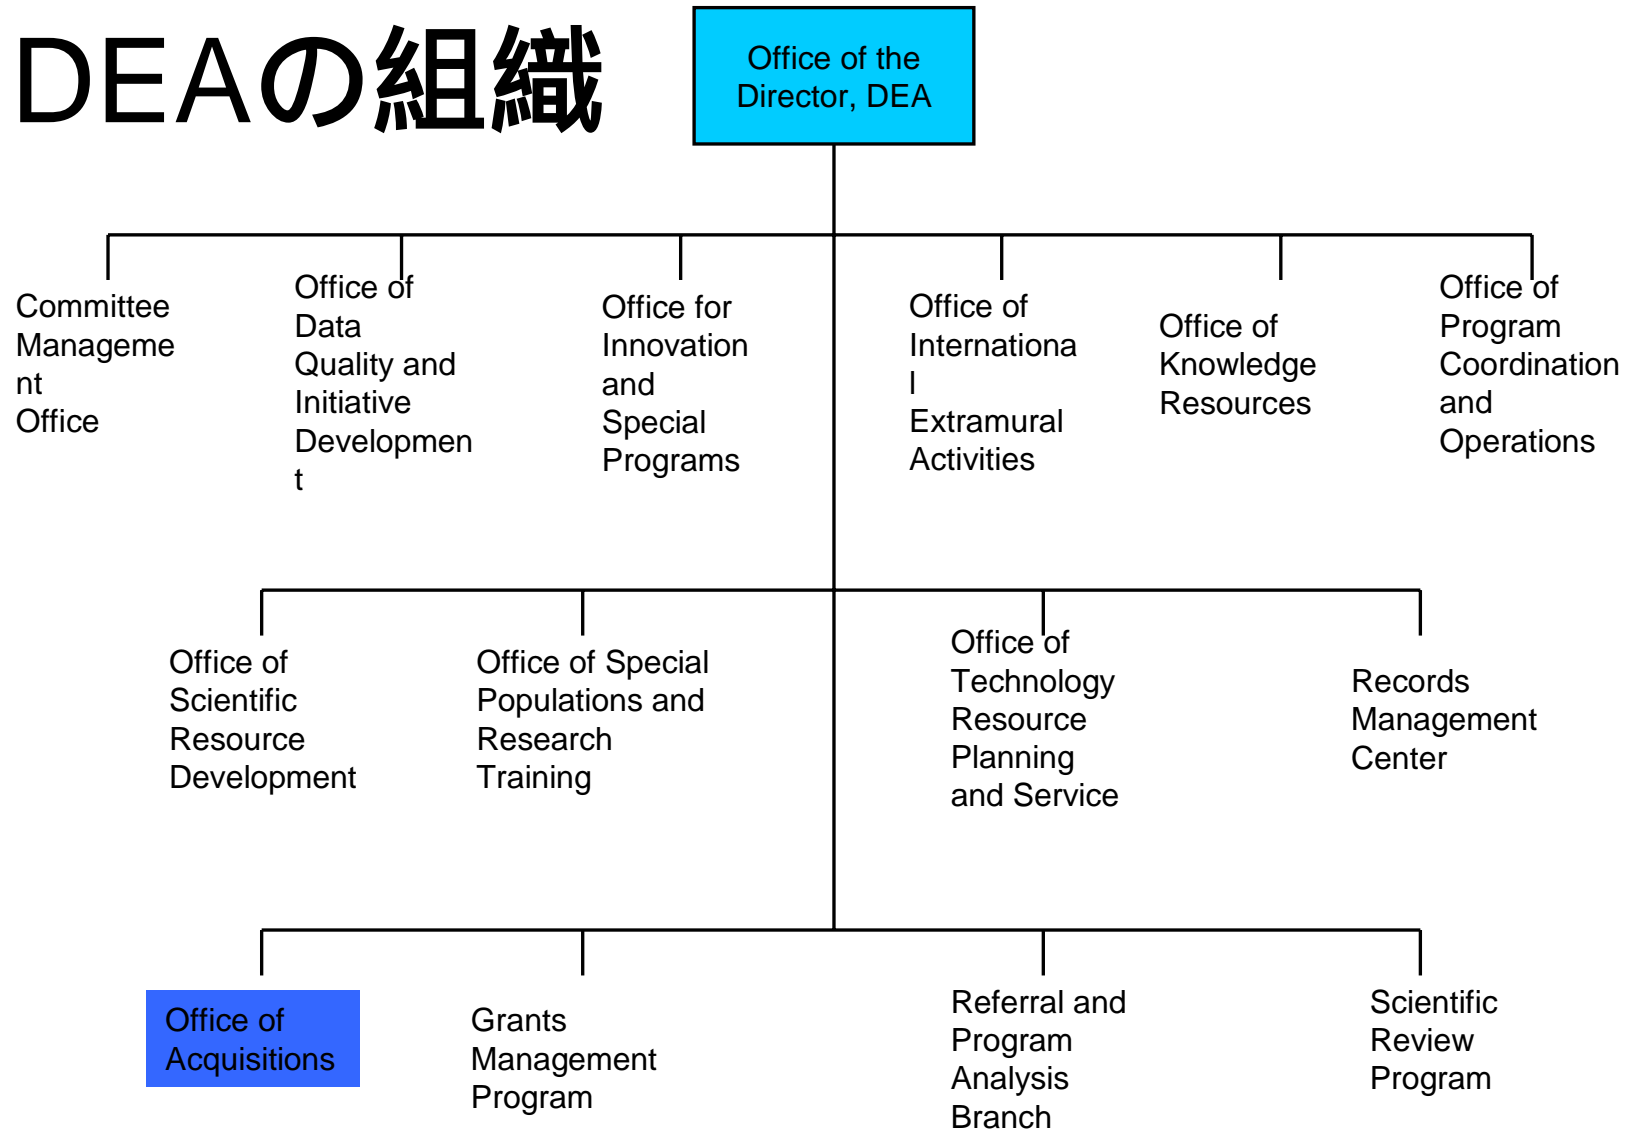 DEAの組織
Office of the
Director, DEA
Committee
Manageme
nt
Office
Office of
Data
Quality and
Initiative
Developmen
t
Office for
Innovation
and
Special
Programs
Office of
Internationa
l
Extramural
Activities
Office of
Knowledge
Resources
Office of
Program
Coordination
and
Operations
Office of
Scientific
Resource
Development
Office of Special
Populations and
Research
Training
Office of
Technology
Resource
Planning
and Service
Records
Management
Center
Office of
Acquisitions
Grants
Management
Program
Referral and
Program
Analysis
Branch
Scientific
Review
Program